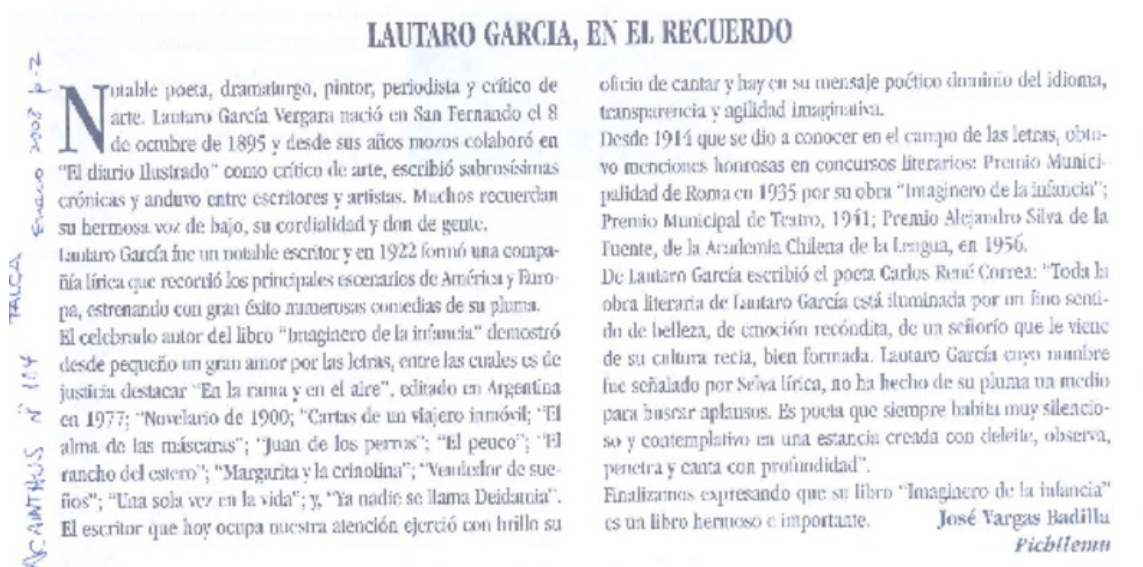 LAUTARO GARCIA, EN EL RECUERDO
Notable poeta, dramaturgo, pintor, periodista y crítico de
arte. Lautaro García Vergara nació en San Fernando el 8
de octubre de 1895 y desde sus años mozos colaboró en
"El diario Ilustrado" como crítico de arte, escribió sabrosísimas
crónicas y anduvo entre escritores y artistas. Muchos recuerdan
su hermosa voz de bajo, su cordialidad y don de gente.
Lautaro García fue un notable escritor y en 1922 formó una compa-
ñía lírica que recorrió los principales escenarios de América y Euro-
pa, estrenando con gran éxito numerosas comedias de su pluma.
El celebrado autor del libro "Imaginero de la infancia" demostró
desde pequeño un gran amor por las letras, entre las cuales es de
justicia destacar "En la rama y en el aire", editado en Argentina
en 1977; "Novelario de 1900; "Cartas de un viajero inmóvil; "El
alma de las máscaras"; "Juan de los perros"; "El peuco"; "El
rancho del estero"; "Margarita y la crinolina"; "Vendedor de sue-
ños"; "Una sola vez en la vida"; y, "Ya nadie se llama Deidamia".
El escritor que hoy ocupa nuestra atención ejerció con brillo su
oficio de cantar y hay en su mensaje poético dominio del idioma,
transparencia y agilidad imaginativa.
Desde 1914 que se dio a conocer en el campo de las letras, obtu-
vo menciones honrosas en concursos literarios: Premio Munici-
palidad de Roma en 1935 por su obra "Imaginero de la infancia";
Premio Municipal de Teatro, 1941; Premio Alejandro Silva de la
Fuente, de la Academia Chilena de la Lengua, en 1956.
De Lautaro García escribió el poeta Carlos René Correa: "Toda la
obra literaria de Lautaro García está iluminada por un fino senti-
do de belleza, de emoción recóndita, de un señorío que le viene
de su cultura recia, bien formada. Lautaro García cuyo nombre
fue señalado por Selva lírica, no ha hecho de su pluma un medio
para buscar aplausos. Es poeta que siempre habita muy silencio-
so y contemplativo en una estancia creada con deleite, observa,
penetra y canta con profundidad".
Finalizamos expresando que su libro "Imaginero de la infancia"
es un libro hermoso e importante. José Vargas Badilla
Pichilemu
ACAINTHUS Nº 104 TALCA Enero 2008 p-2